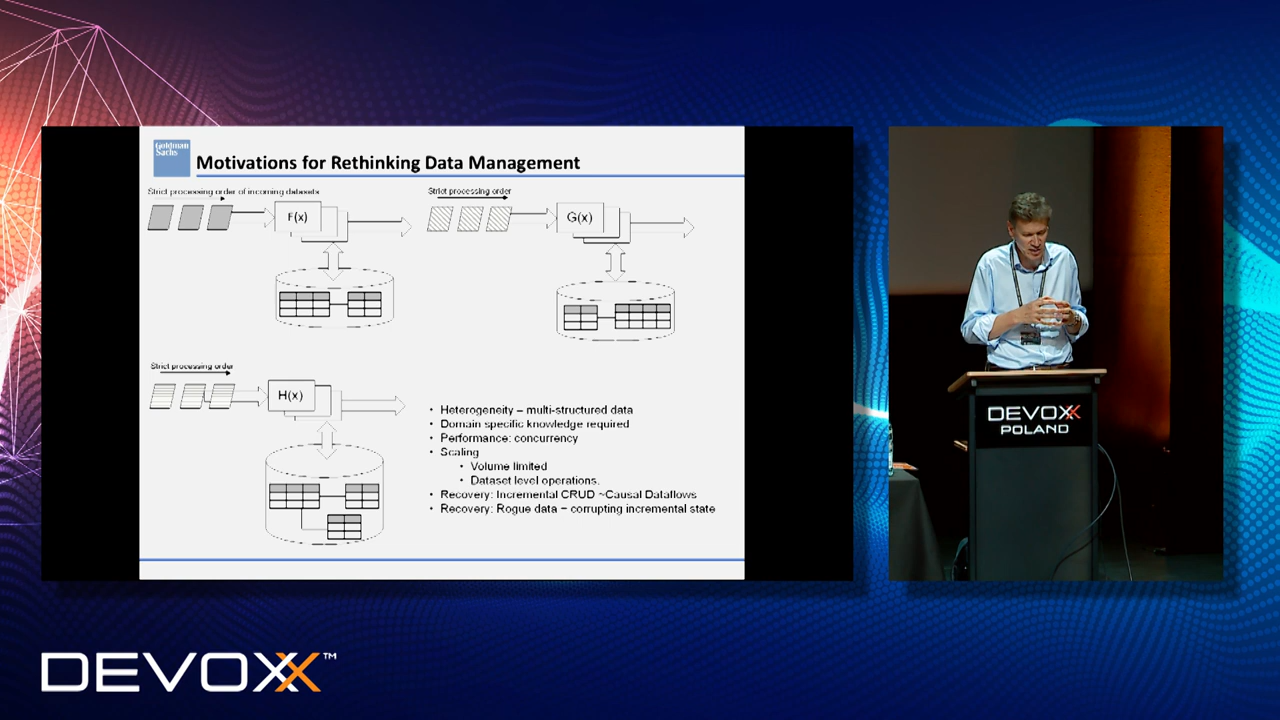 Goldman
Sachs
Motivations for Rethinking Data Management
Strict processing order of incoming datasets
F(x)
Strict processing order
G(x)
Strict processing order
H(x)
• Heterogeneity – multi-structured data
• Domain specific knowledge required
• Performance: concurrency
• Scaling
• Volume limited
• Dataset level operations.
• Recovery: Incremental CRUD ~Causal Dataflows
• Recovery: Rogue data – corrupting incremental state
DEVOXX
POLAND
DEVOXX™